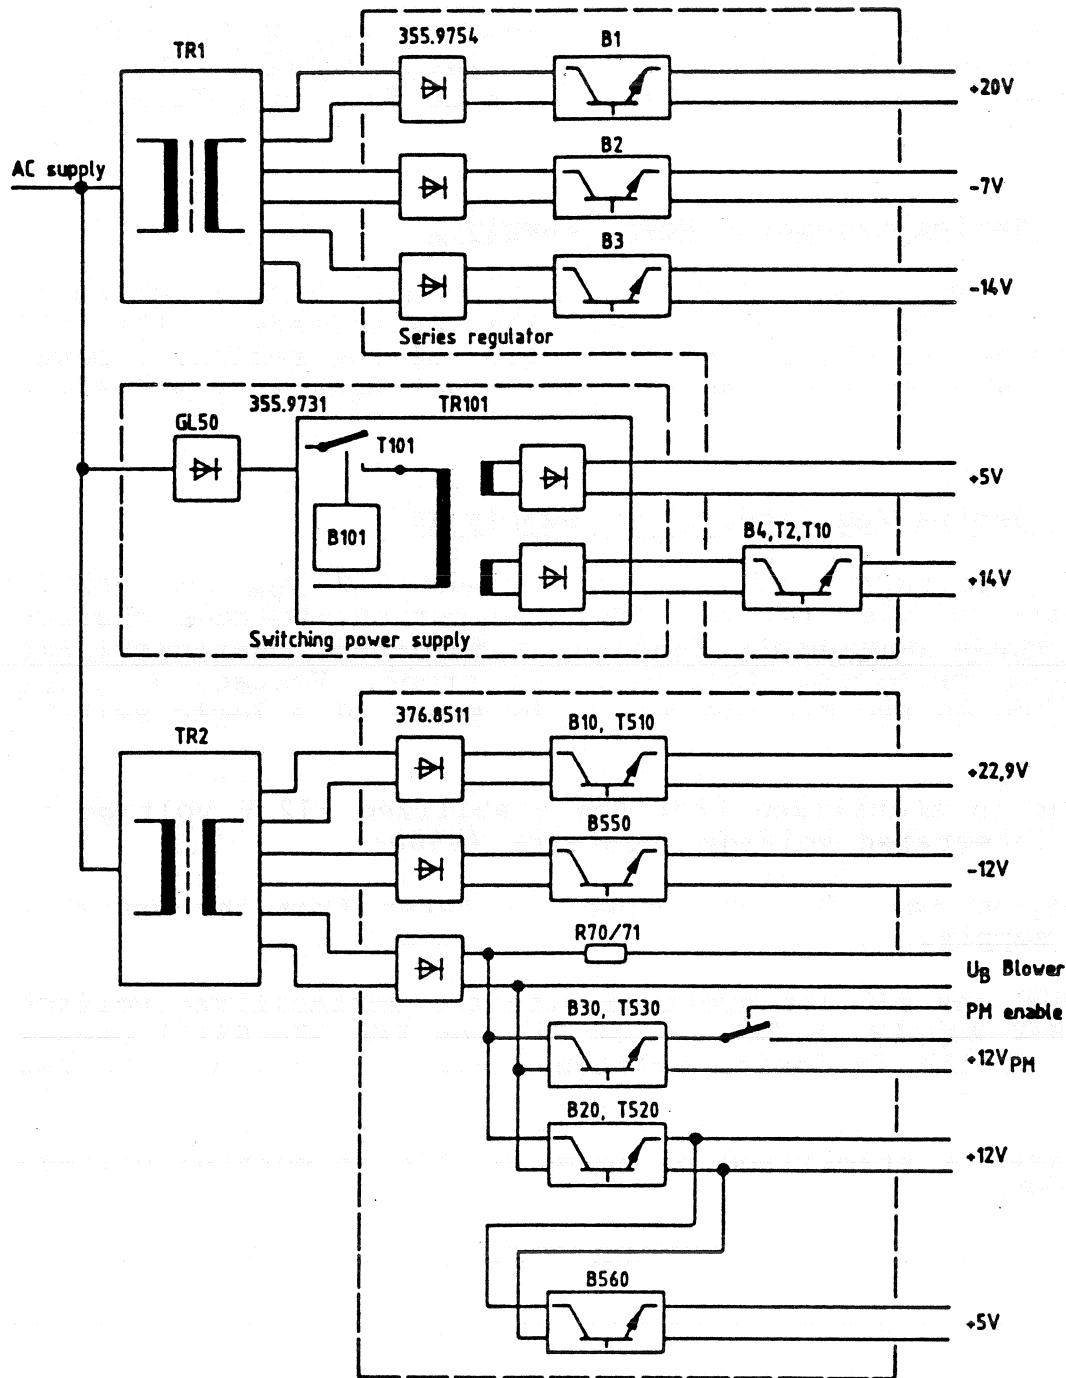 355.9754
B1
TR1
+20V
AC supply
B2
-7V
B3
-14V
Series regulator
355.9731
TR101
GL50
T101
+5V
B101
B4,T2,T10
+14V
Switching power supply
376.8511
B10, T510
TR2
+22,9V
B550
-12V
R70/71
UB Blower
B30, T530
PM enable
+12VPM
B20, T520
+12V
B560
+5V